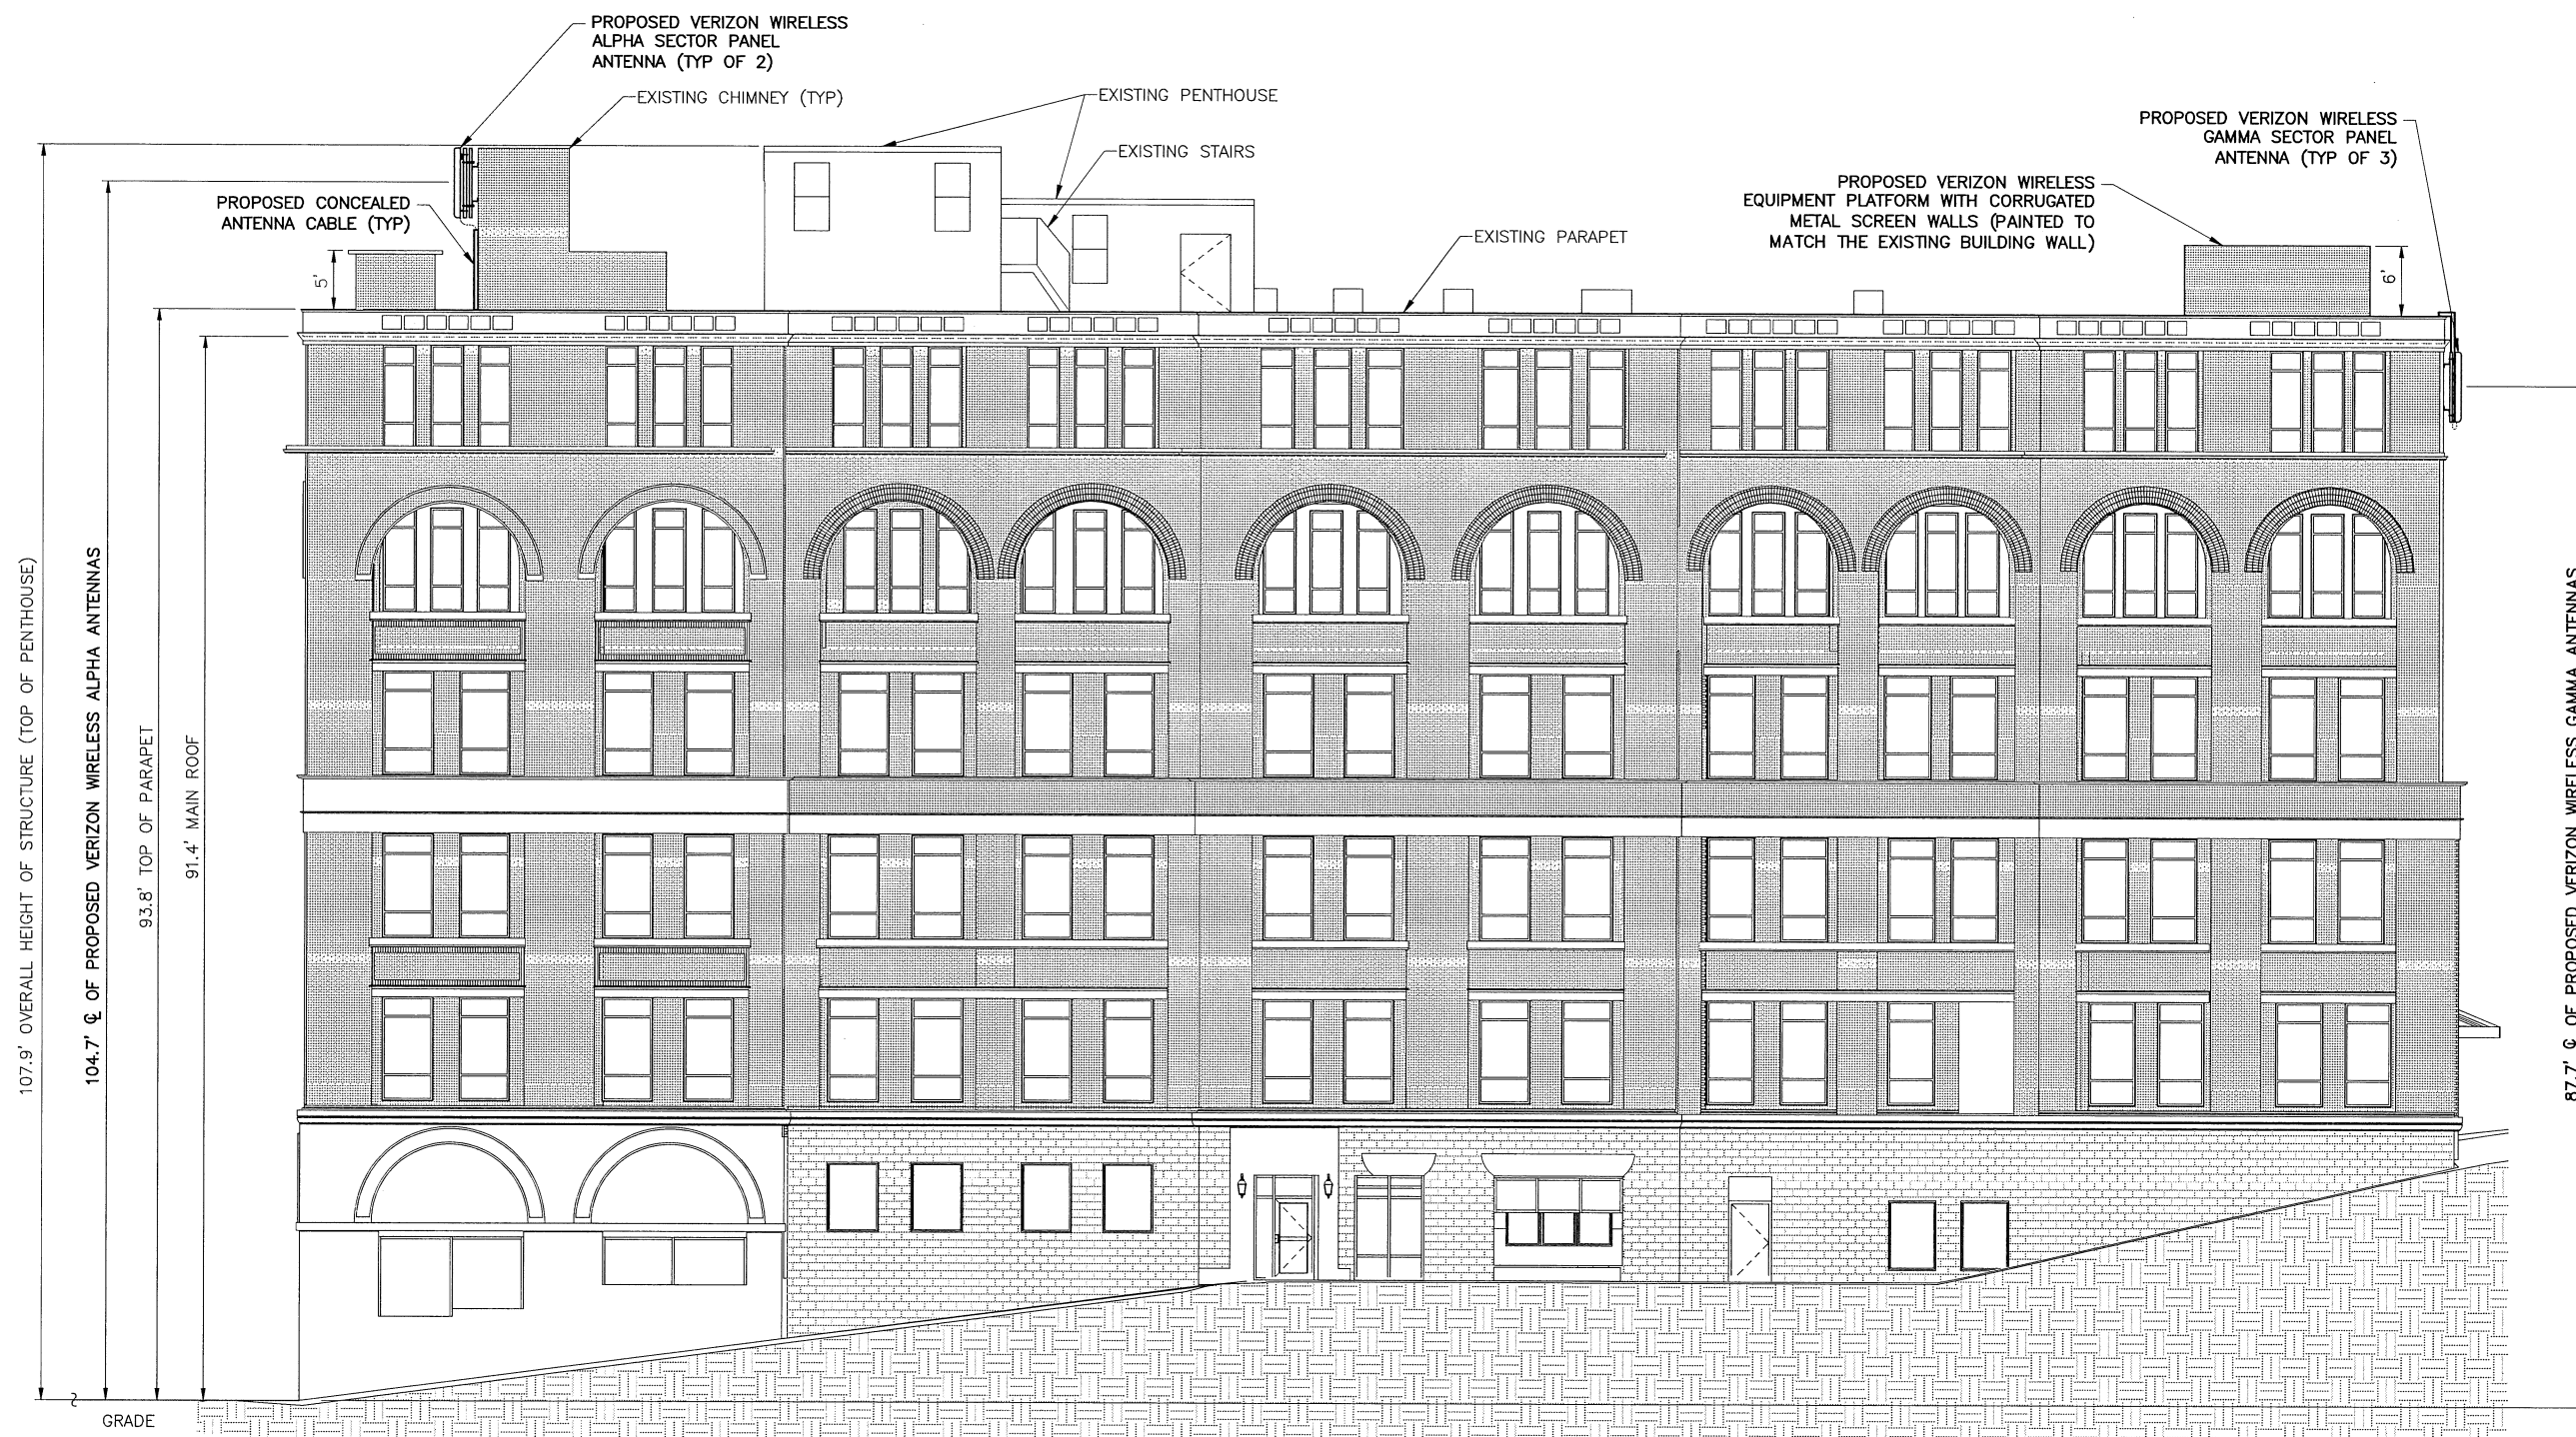 PROPOSED VERIZON WIRELESS
ALPHA SECTOR PANEL
ANTENNA (TYP OF 2)
EXISTING CHIMNEY (TYP)
EXISTING PENTHOUSE
EXISTING STAIRS
PROPOSED VERIZON WIRELESS
GAMMA SECTOR PANEL
ANTENNA (TYP OF 3)
PROPOSED CONCEALED
ANTENNA CABLE (TYP)
PROPOSED VERIZON WIRELESS
EQUIPMENT PLATFORM WITH CORRUGATED
METAL SCREEN WALLS (PAINTED TO
MATCH THE EXISTING BUILDING WALL)
EXISTING PARAPET
5'
6'
107.9' OVERALL HEIGHT OF STRUCTURE (TOP OF PENTHOUSE)
104.7' ℄ OF PROPOSED VERIZON WIRELESS ALPHA ANTENNAS
93.8' TOP OF PARAPET
91.4' MAIN ROOF
87.7' ℄ OF PROPOSED VERIZON WIRELESS GAMMA ANTENNAS
GRADE